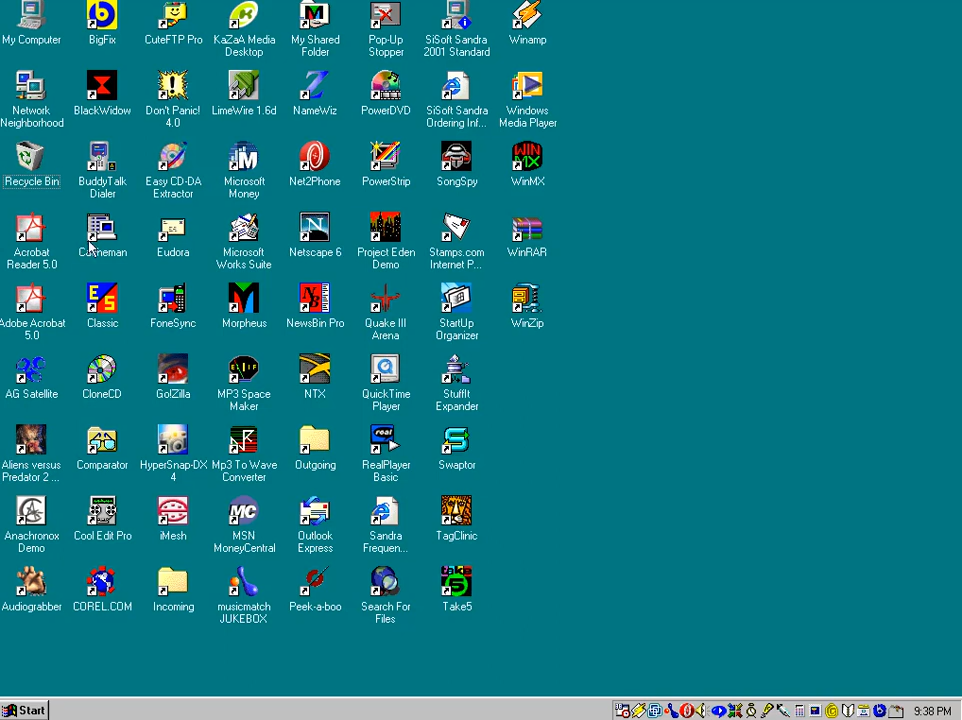 My Computer
BigFix
CuteFTP Pro
KaZaA Media
Desktop
My Shared
Folder
Pop-Up
Stopper
SiSoft Sandra
2001 Standard
Winamp
Network
Neighborhood
BlackWidow
Don't Panic!
4.0
LimeWire 1.6d
NameWiz
PowerDVD
SiSoft Sandra
Ordering Inf...
Windows
Media Player
Recycle Bin
BuddyTalk
Dialer
Easy CD-DA
Extractor
Microsoft
Money
Net2Phone
PowerStrip
SongSpy
WinMX
Acrobat
Reader 5.0
Eudora
Microsoft
Works Suite
Netscape 6
Project Eden
Demo
Stamps.com
Internet P...
WinRAR
Adobe Acrobat
5.0
Classic
FoneSync
Morpheus
NewsBin Pro
Quake III
Arena
StartUp
Organizer
WinZip
AG Satellite
CloneCD
Go!Zilla
MP3 Space
Maker
NTX
QuickTime
Player
StuffIt
Expander
Aliens versus
Predator 2 ...
Comparator
HyperSnap-DX
4
Mp3 To Wave
Converter
Outgoing
RealPlayer
Basic
Swaptor
Anachronox
Demo
Cool Edit Pro
iMesh
MSN
MoneyCentral
Outlook
Express
Sandra
Frequen...
TagClinic
Audiograbber
COREL.COM
Incoming
musicmatch
JUKEBOX
Peek-a-boo
Search For
Files
Take5
Start
9:38 PM